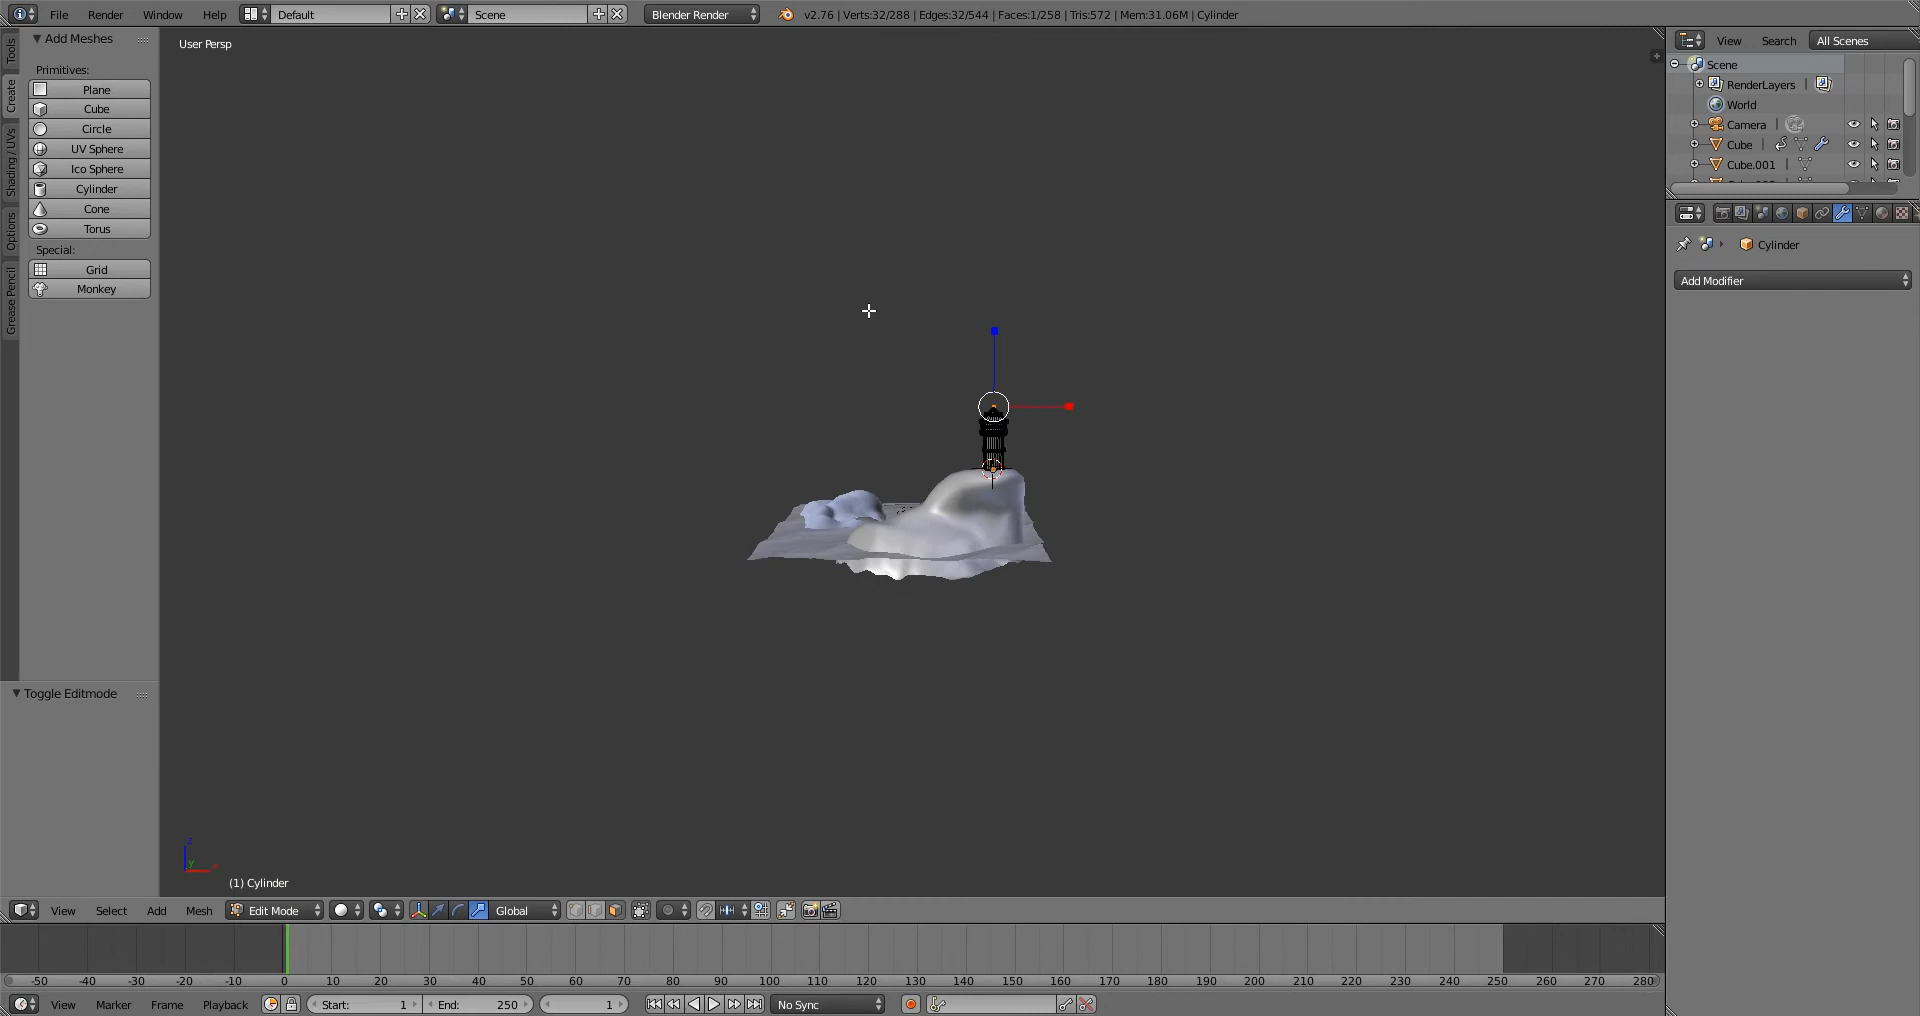 File Render Window Help Default Scene Blender Render v2.76 | Verts:32/288 | Edges:32/544 | Faces:1/258 | Tris:572 | Mem:31.06M | Cylinder
Add Meshes
Primitives:
Plane
Cube
Circle
UV Sphere
Ico Sphere
Cylinder
Cone
Torus
Special:
Grid
Monkey
Tools
Create
Shading / UVs
Options
Grease Pencil
Toggle Editmode
User Persp
z
y
(1) Cylinder
View Search All Scenes
Scene
RenderLayers |
World
Camera |
Cube |
Cube.001 |
Cylinder
Add Modifier
View Select Add Mesh Edit Mode Global
-50 -40 -30 -20 -10 0 10 20 30 40 50 60 70 80 90 100 110 120 130 140 150 160 170 180 190 200 210 220 230 240 250 260 270 280
View Marker Frame Playback Start: 1 End: 250 1 No Sync